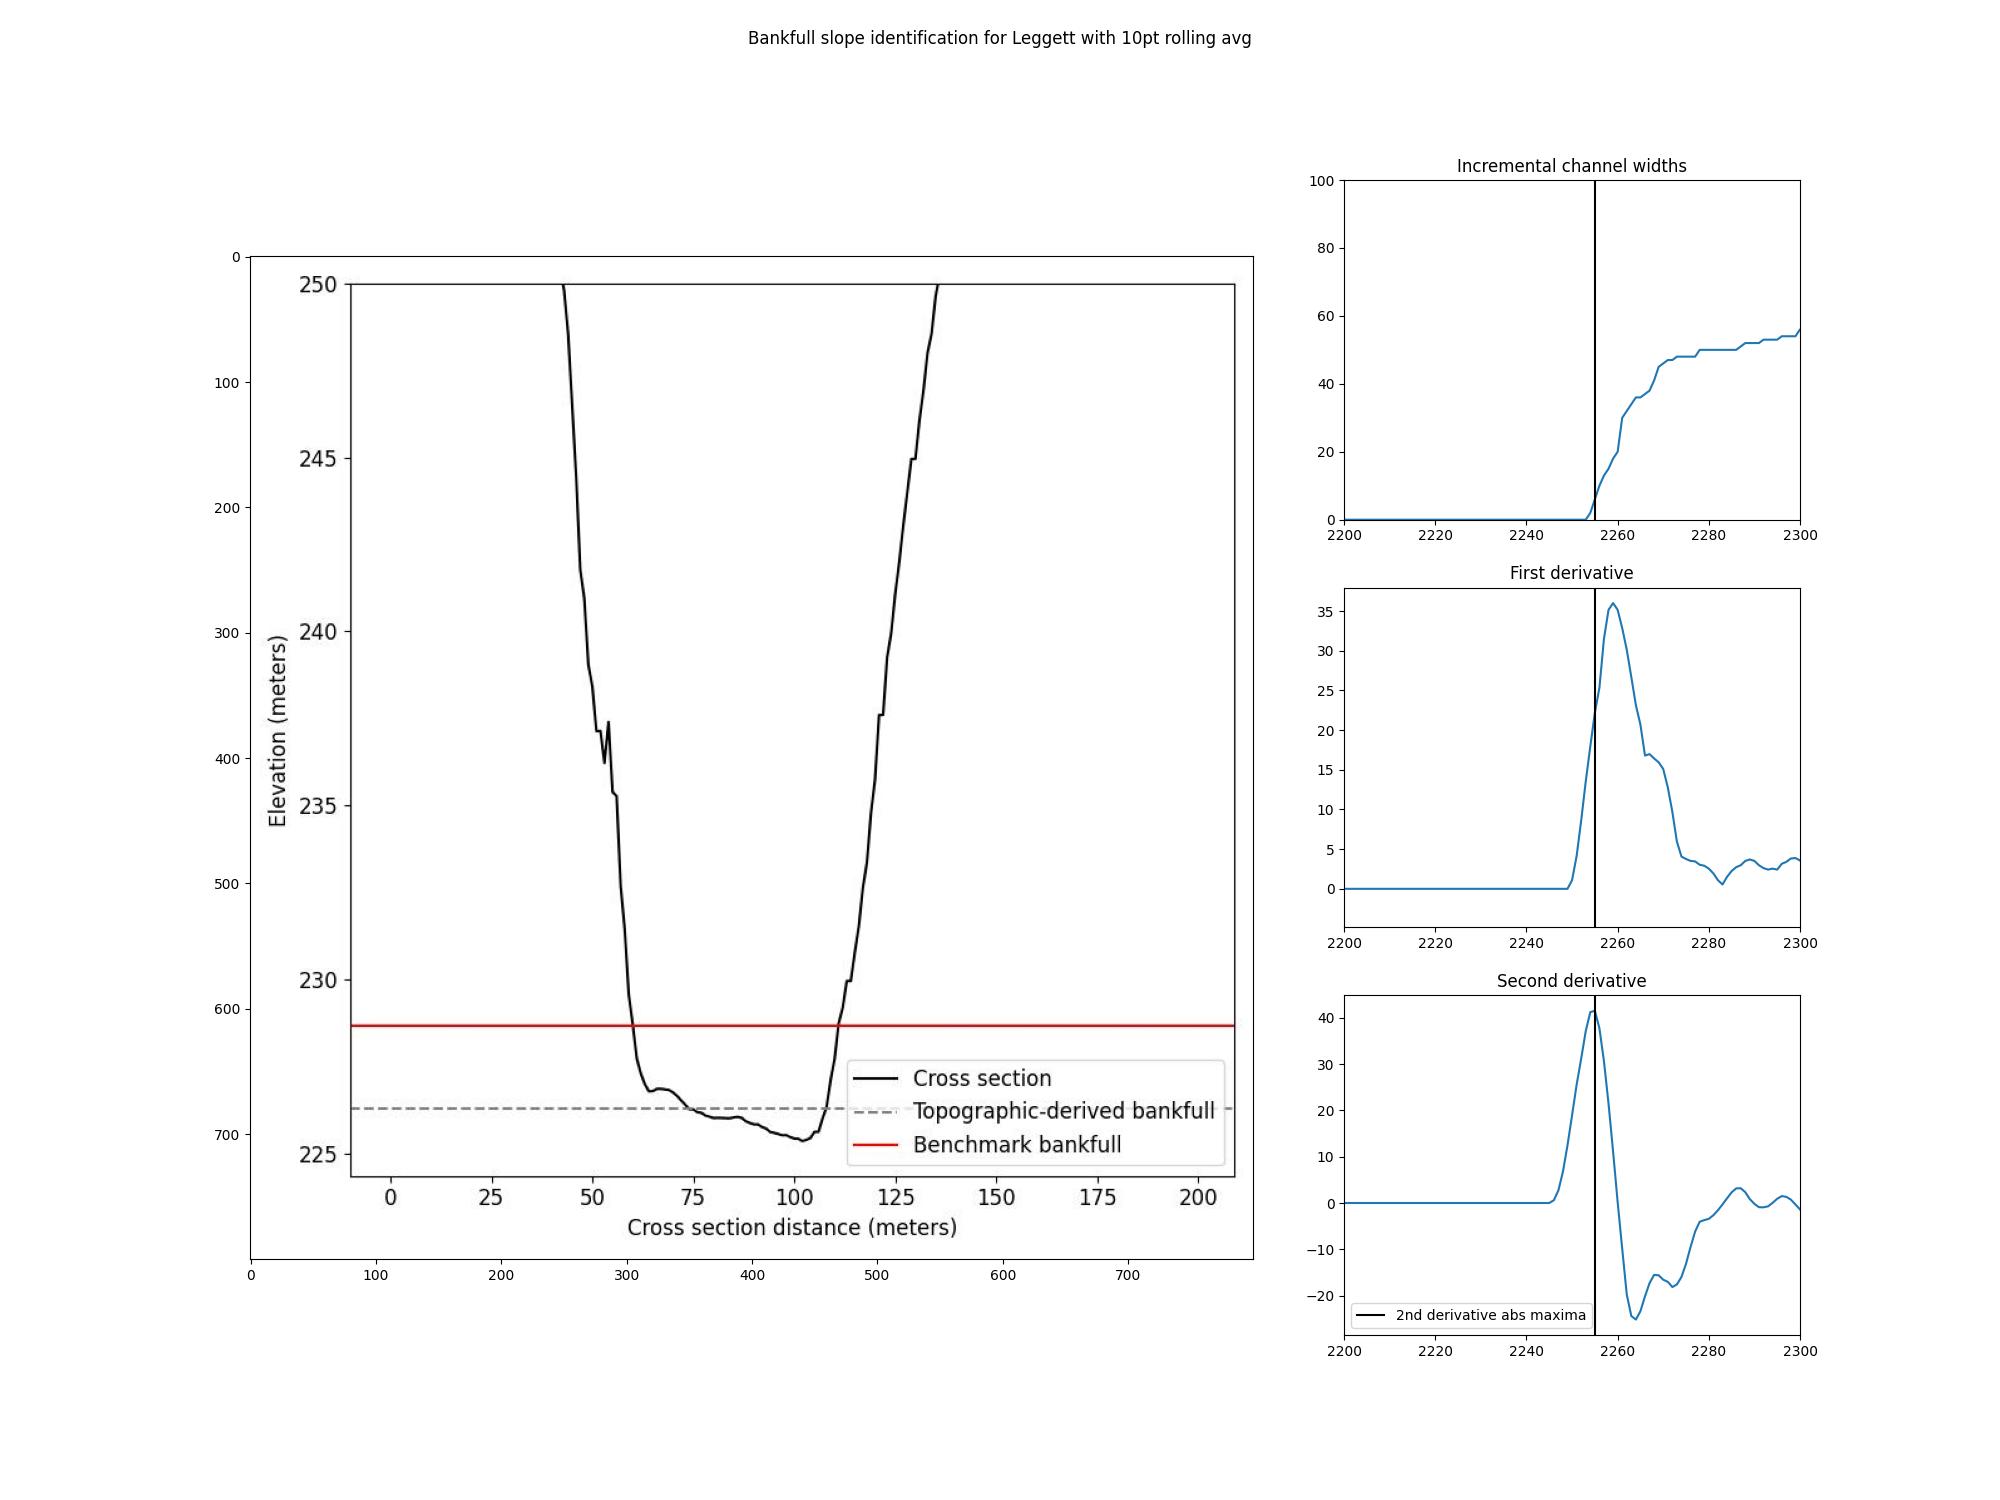 Bankfull slope identification for Leggett with 10pt rolling avg
0
100
200
300
400
500
600
700
250
245
240
235
230
225
Elevation (meters)
Cross section
Topographic-derived bankfull
Benchmark bankfull
0 25 50 75 100 125 150 175 200
Cross section distance (meters)
0 100 200 300 400 500 600 700
Incremental channel widths
100
80
60
40
20
0
2200 2220 2240 2260 2280 2300
First derivative
35
30
25
20
15
10
5
0
2200 2220 2240 2260 2280 2300
Second derivative
40
30
20
10
0
−10
−20
2nd derivative abs maxima
2200 2220 2240 2260 2280 2300